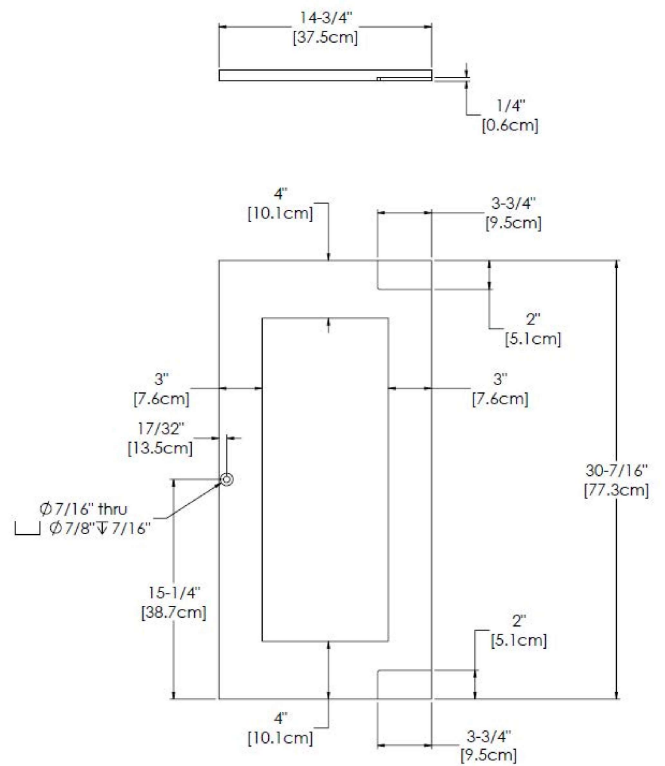 14-3/4"
[37.5cm]
1/4"
[0.6cm]
4"
[10.1cm]
3-3/4"
[9.5cm]
2"
[5.1cm]
3"
[7.6cm]
3"
[7.6cm]
17/32"
[13.5cm]
30-7/16"
[77.3cm]
Ø 7/16" thru
⌴ Ø 7/8" ↧ 7/16"
15-1/4"
[38.7cm]
2"
[5.1cm]
4"
[10.1cm]
3-3/4"
[9.5cm]